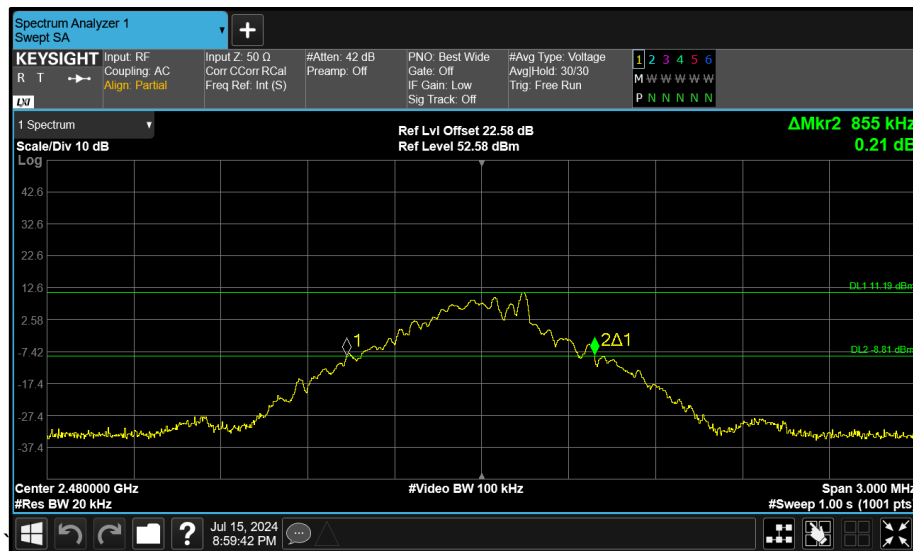 Spectrum Analyzer 1
Swept SA
+
KEYSIGHT
R T
LXI
Input: RF
Coupling: AC
Align: Partial
Input Z: 50 Ω
Corr CCorr RCal
Freq Ref: Int (S)
#Atten: 42 dB
Preamp: Off
PNO: Best Wide
Gate: Off
IF Gain: Low
Sig Track: Off
#Avg Type: Voltage
Avg|Hold: 30/30
Trig: Free Run
1 2 3 4 5 6
M W W W W W
P N N N N N
1 Spectrum
Scale/Div 10 dB
Log
Ref Lvl Offset 22.58 dB
Ref Level 52.58 dBm
ΔMkr2 855 kHz
0.21 dB
42.6
32.6
22.6
12.6
DL1 11.19 dBm
2.58
1
2Δ1
-7.42
DL2 -8.81 dBm
-17.4
-27.4
-37.4
Center 2.480000 GHz
#Video BW 100 kHz
Span 3.000 MHz
#Res BW 20 kHz
#Sweep 1.00 s (1001 pts
?
Jul 15, 2024
8:59:42 PM